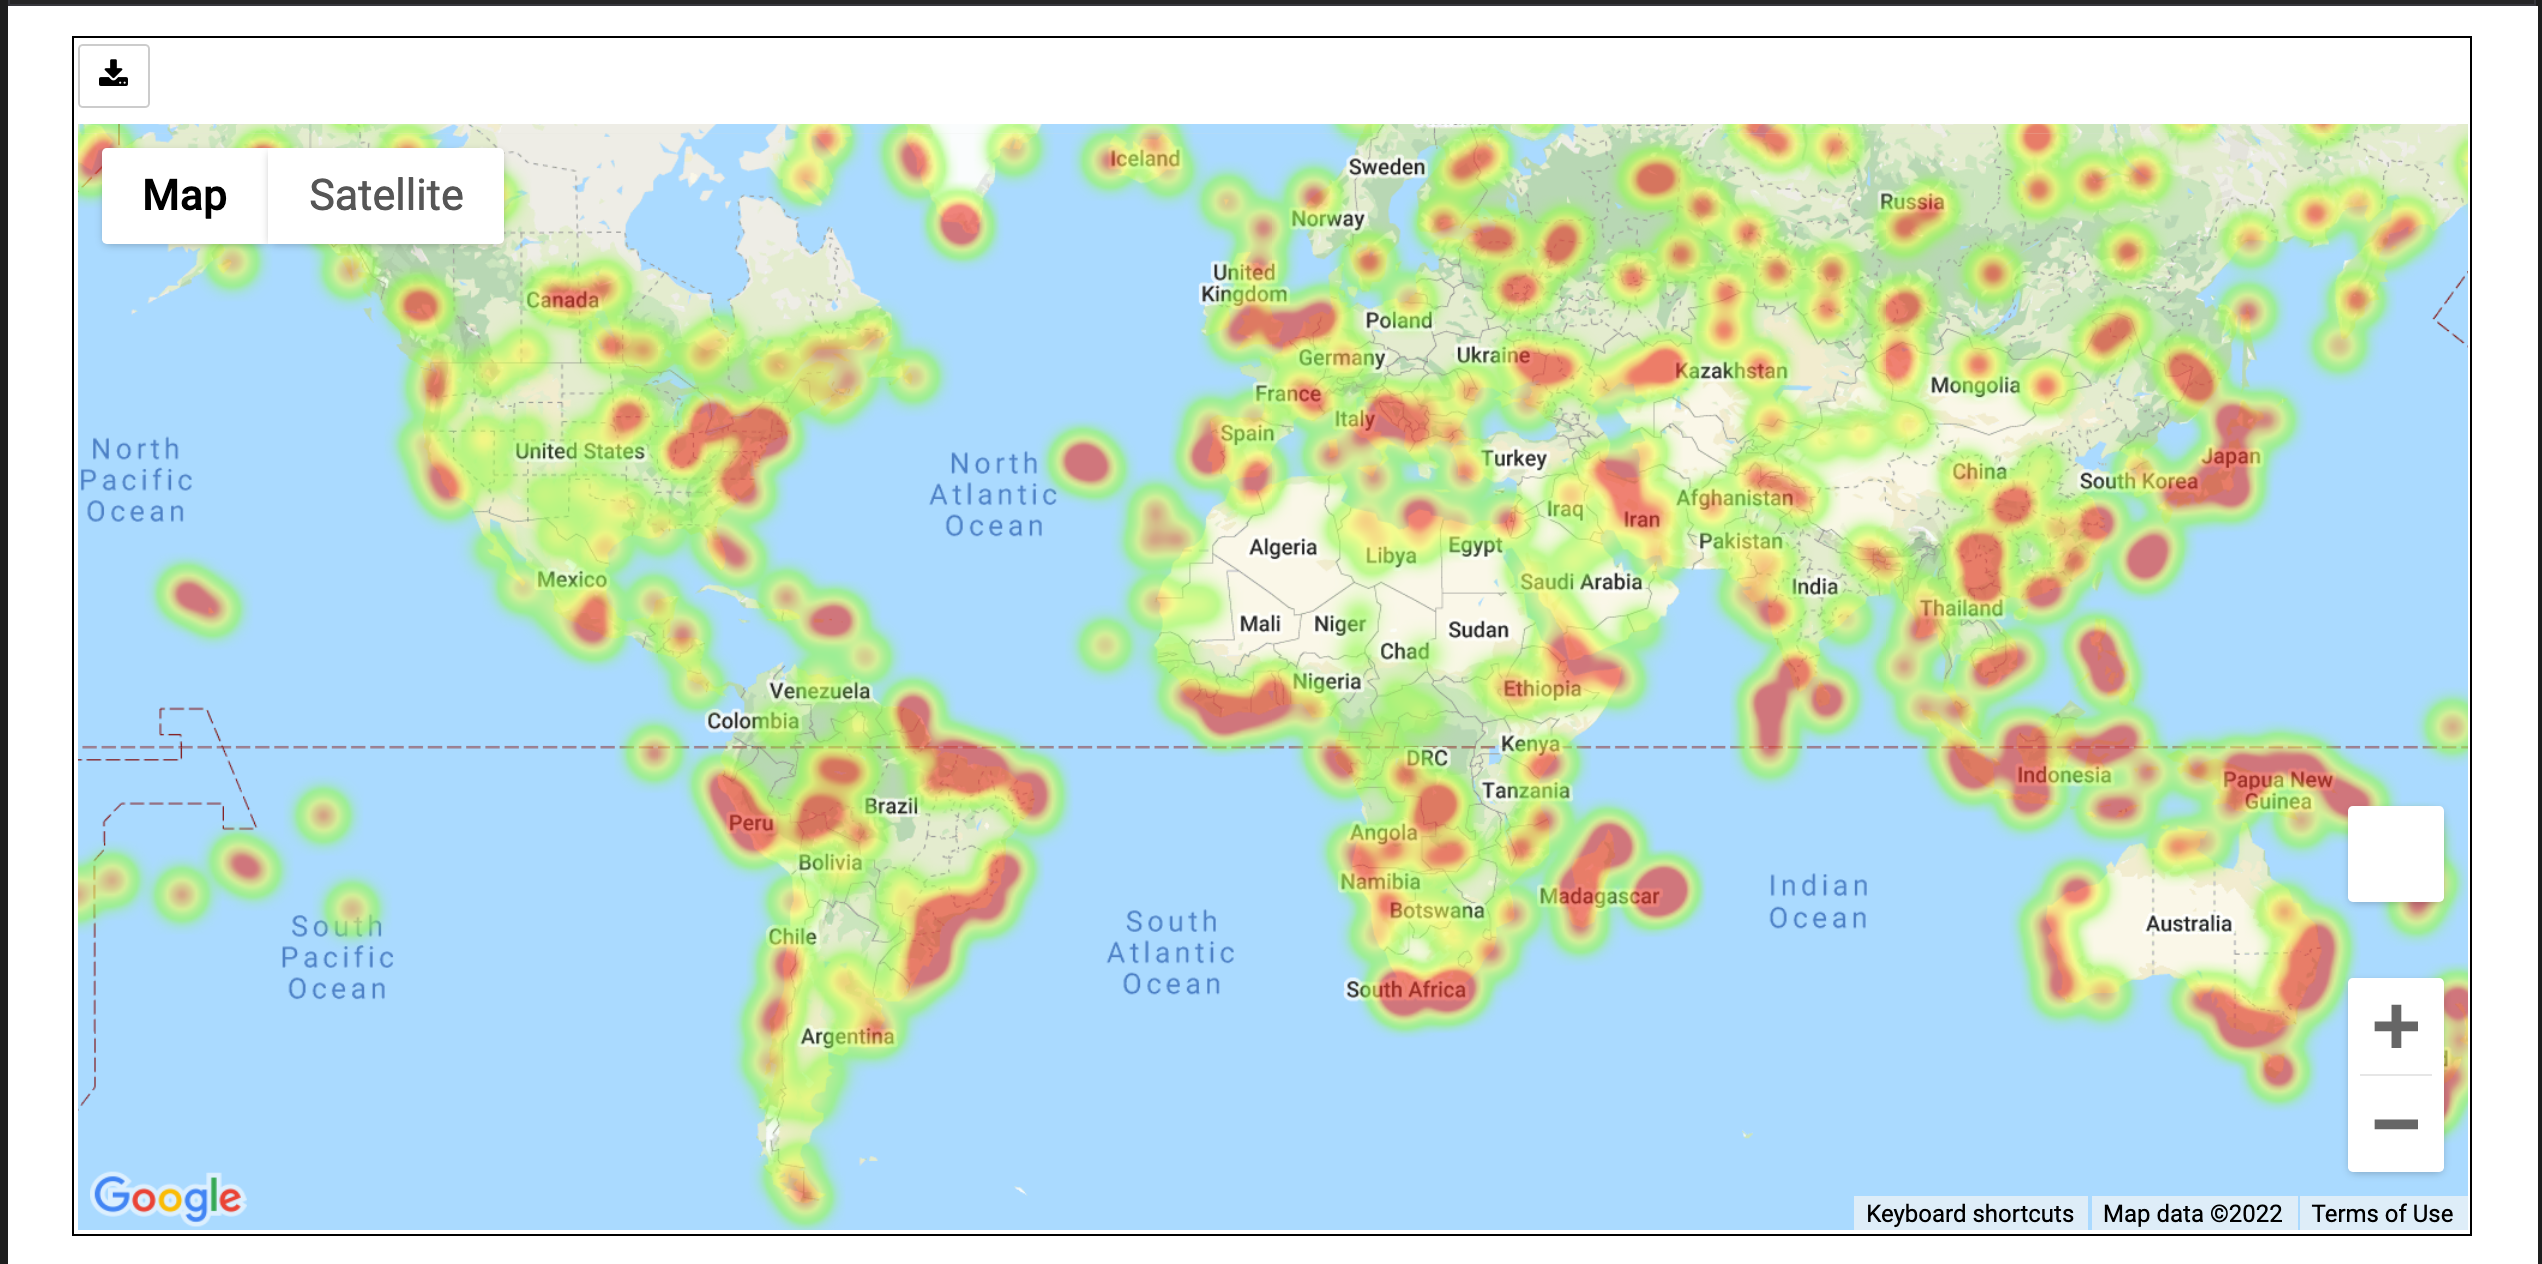 Map
Satellite
Iceland
Sweden
Norway
Russia
United
Kingdom
Canada
Poland
Germany
Ukraine
Kazakhstan
Mongolia
France
Italy
Spain
United States
Turkey
China
South Korea
Japan
North
Pacific
Ocean
North
Atlantic
Ocean
Iraq
Iran
Afghanistan
Algeria
Libya
Egypt
Pakistan
Mexico
Saudi Arabia
India
Thailand
Mali
Niger
Sudan
Chad
Nigeria
Ethiopia
Venezuela
Colombia
Kenya
DRC
Indonesia
Papua New
Guinea
Tanzania
Brazil
Peru
Angola
Bolivia
Namibia
Madagascar
Botswana
Indian
Ocean
Australia
Chile
South
Pacific
Ocean
South
Atlantic
Ocean
South Africa
Argentina
Google
Keyboard shortcuts
Map data ©2022
Terms of Use